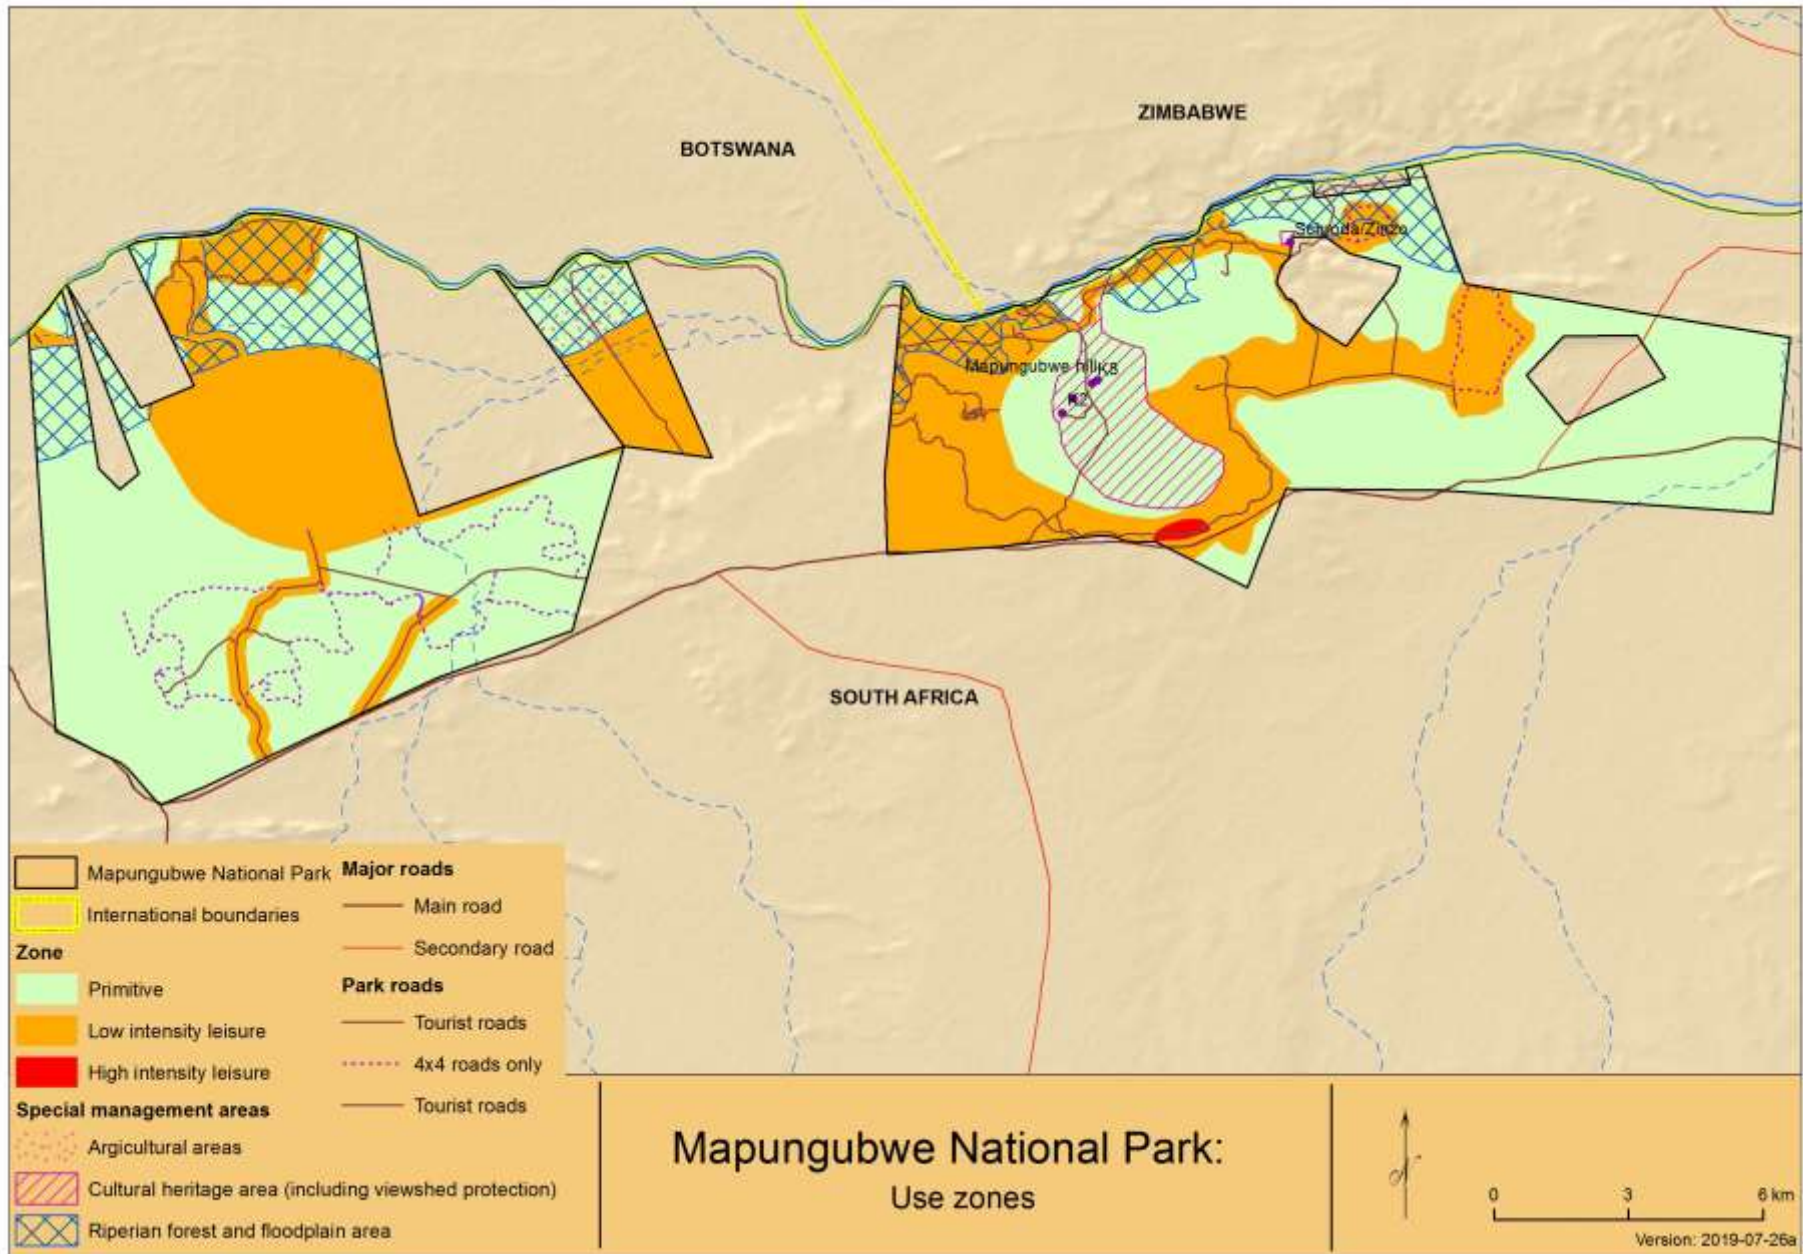 ZIMBABWE
BOTSWANA
Mapungubwe hill
K8
K2
SOUTH AFRICA
Mapungubwe National Park
International boundaries
Zone
Primitive
Low intensity leisure
High intensity leisure
Special management areas
Argicultural areas
Cultural heritage area (including viewshed protection)
Riperian forest and floodplain area
Major roads
Main road
Secondary road
Park roads
Tourist roads
4x4 roads only
Tourist roads
Mapungubwe National Park:
Use zones
N
0 3 6 km
Version: 2019-07-26a